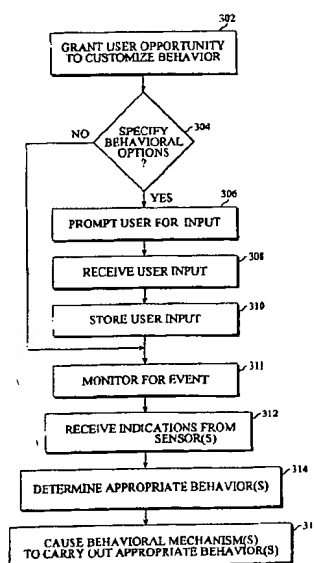 302
GRANT USER OPPORTUNITY
TO CUSTOMIZE BEHAVIOR
304
NO
SPECIFY
BEHAVIORAL
OPTIONS
?
YES
306
PROMPT USER FOR INPUT
308
RECEIVE USER INPUT
310
STORE USER INPUT
311
MONITOR FOR EVENT
312
RECEIVE INDICATIONS FROM
SENSOR(S)
314
DETERMINE APPROPRIATE BEHAVIOR(S)
31
CAUSE BEHAVIORAL MECHANISM(S)
TO CARRY OUT APPROPRIATE BEHAVIOR(S)